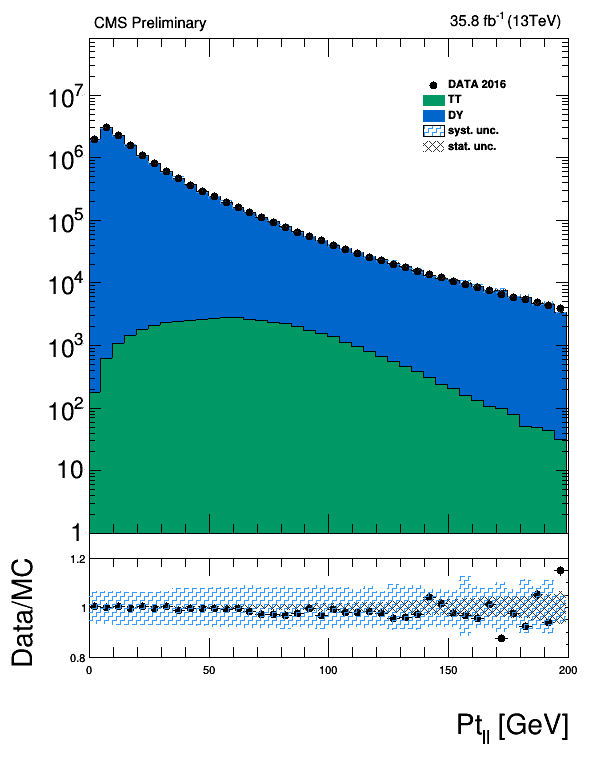 CMS Preliminary 35.8 fb⁻¹ (13TeV)
10⁷
10⁶
10⁵
10⁴
10³
10²
10
1
DATA 2016
TT
DY
syst. unc.
stat. unc.
Data/MC
1.2
1
0.8
0 50 100 150 200
Pt_ll [GeV]